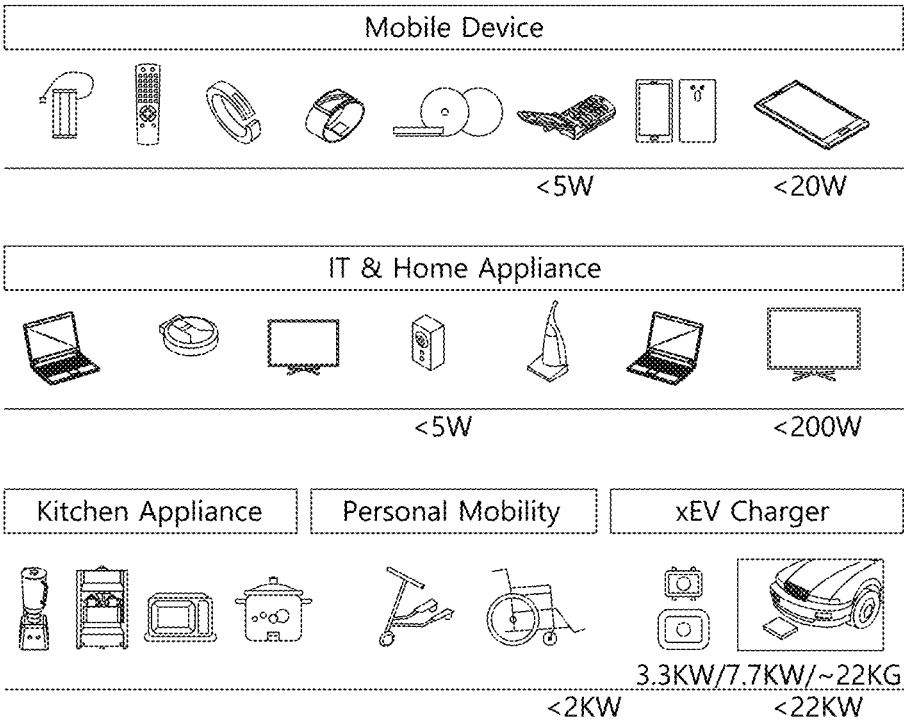 Mobile Device
<5W
<20W
IT & Home Appliance
<5W
<200W
Kitchen Appliance
Personal Mobility
xEV Charger
3.3KW/7.7KW/~22KG
<2KW
<22KW